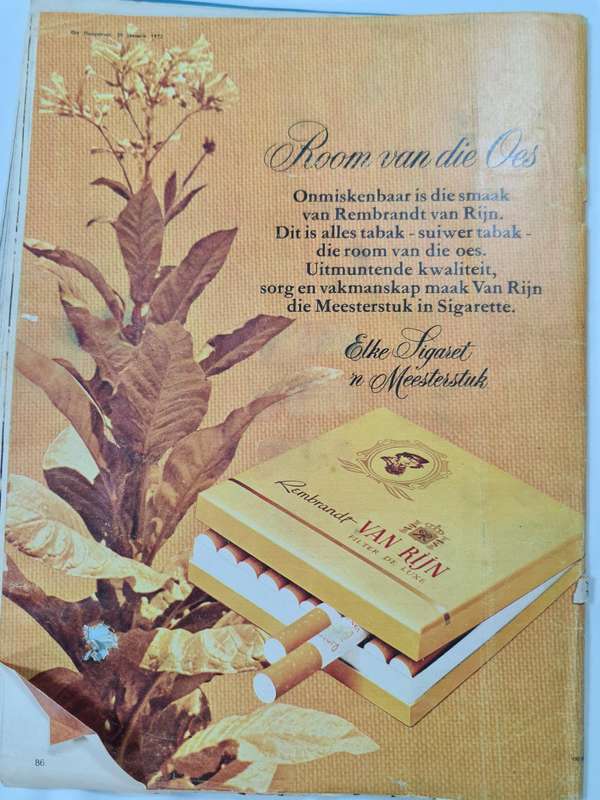 Room van die Oes
Onmiskenbaar is die smaak
van Rembrandt van Rijn.
Dit is alles tabak - suiwer tabak -
die room van die oes.
Uitmuntende kwaliteit,
sorg en vakmanskap maak Van Rijn
die Meesterstuk in Sigarette.
Elke Sigaret
'n Meesterstuk
Rembrandt
VAN RIJN
FILTER DE LUXE
86